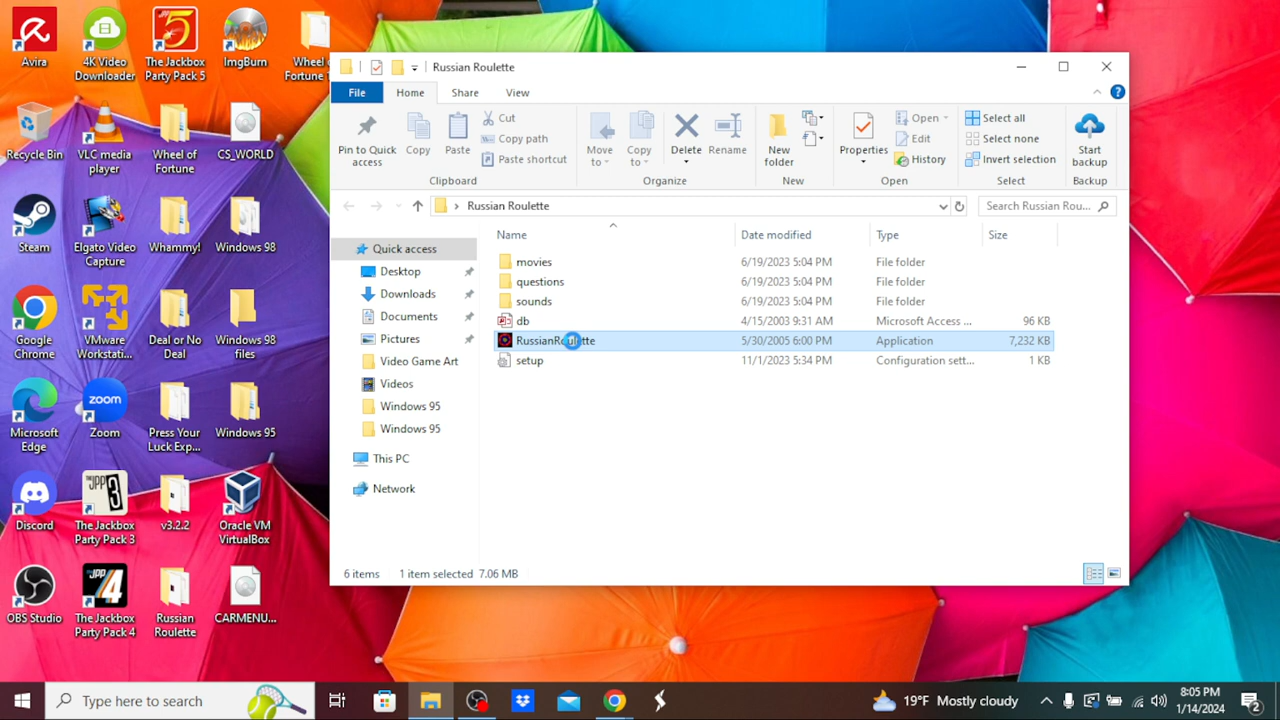 Avira
4K Video
Downloader
The Jackbox
Party Pack 5
ImgBurn
Wheel of
Recycle Bin
VLC media
player
Wheel of
Fortune
CS_WORLD
Steam
Elgato Video
Capture
Whammy!
Windows 98
Google
Chrome
VMware
Workstati...
Deal or No
Deal
Windows 98
files
Microsoft
Edge
zoom
Zoom
Press Your
Luck Exp...
Windows 95
Discord
The Jackbox
Party Pack 3
v3.2.2
Oracle VM
VirtualBox
OBS Studio
The Jackbox
Party Pack 4
Russian
Roulette
CARMENU...
Russian Roulette
File
Home
Share
View
Pin to Quick
access
Copy
Paste
Cut
Copy path
Paste shortcut
Clipboard
Move
to
Copy
to
Delete
Rename
Organize
New
folder
New
Properties
Open
Edit
History
Open
Select all
Select none
Invert selection
Select
Start
backup
Backup
Russian Roulette
Search Russian Rou...
Quick access
Desktop
Downloads
Documents
Pictures
Video Game Art
Videos
Windows 95
Windows 95
This PC
Network
Name Date modified Type Size
movies 6/19/2023 5:04 PM File folder
questions 6/19/2023 5:04 PM File folder
sounds 6/19/2023 5:04 PM File folder
db 4/15/2003 9:31 AM Microsoft Access ... 96 KB
RussianRoulette 5/30/2005 6:00 PM Application 7,232 KB
setup 11/1/2023 5:34 PM Configuration sett... 1 KB
6 items 1 item selected 7.06 MB
Type here to search
19°F Mostly cloudy
8:05 PM
1/14/2024
2